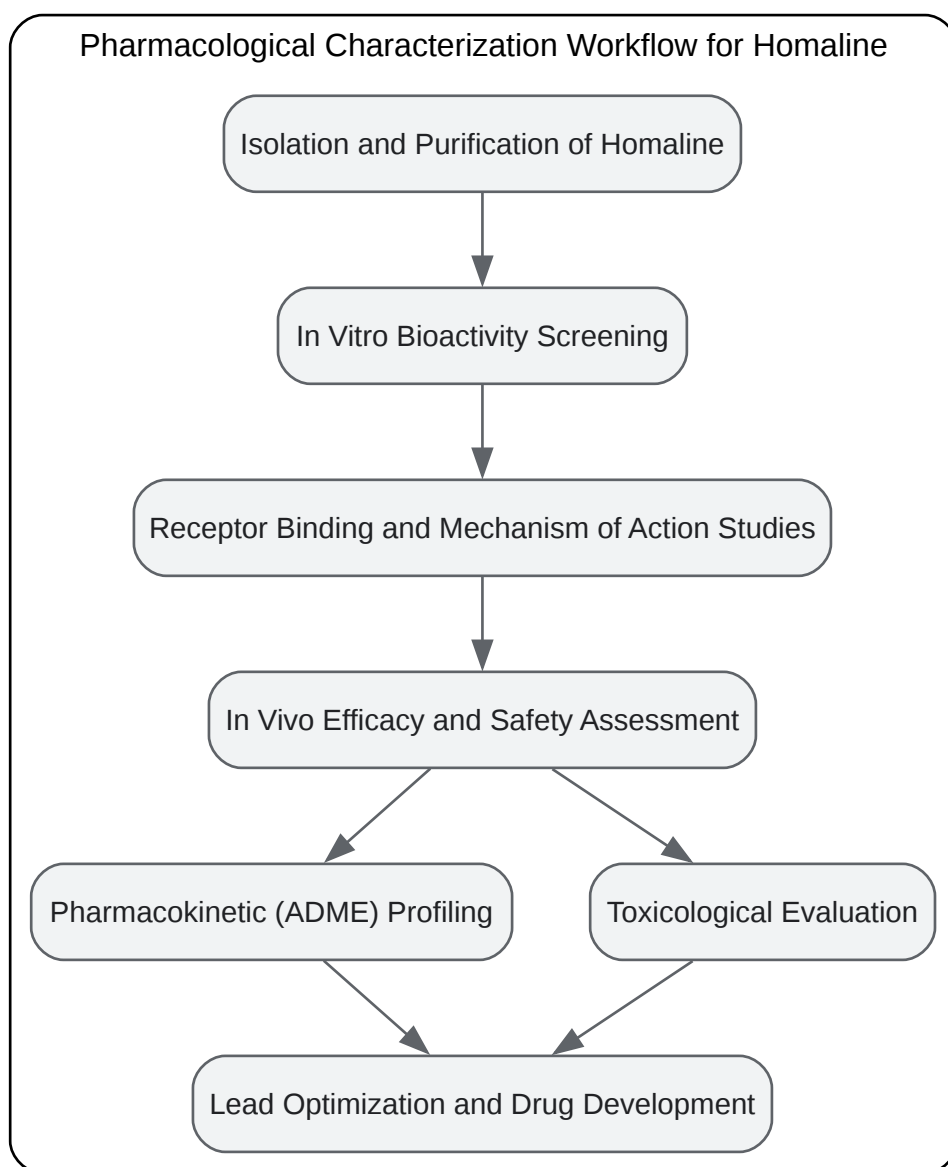 Pharmacological Characterization Workflow for Homaline
Isolation and Purification of Homaline
In Vitro Bioactivity Screening
Receptor Binding and Mechanism of Action Studies
In Vivo Efficacy and Safety Assessment
Pharmacokinetic (ADME) Profiling
Toxicological Evaluation
Lead Optimization and Drug Development